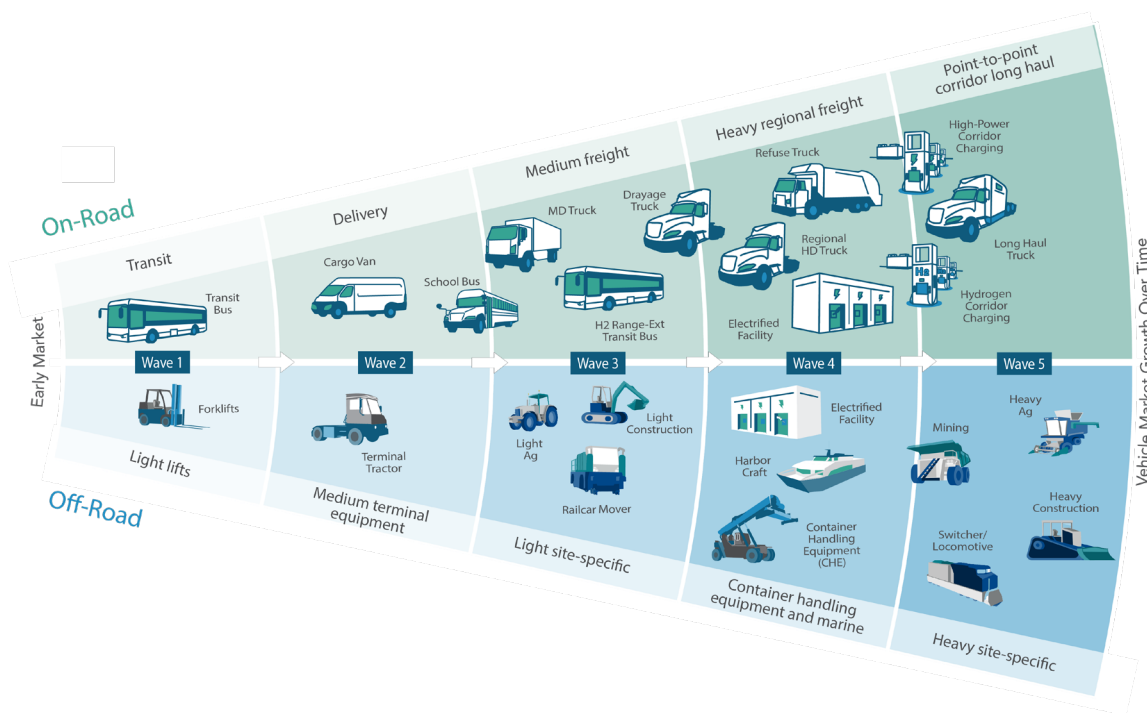 On-Road
Early Market
Transit
Transit
Bus
Wave 1
Forklifts
Light lifts
Off-Road
Delivery
Cargo Van
School Bus
Wave 2
Terminal
Tractor
Medium terminal
equipment
Medium freight
MD Truck
Drayage
Truck
H2 Range-Ext
Transit Bus
Wave 3
Light
Ag
Light
Construction
Railcar Mover
Light site-specific
Heavy regional freight
Refuse Truck
Regional
HD Truck
Electrified
Facility
Wave 4
Electrified
Facility
Harbor
Craft
Container
Handling
Equipment
(CHE)
Container handling
equipment and marine
Point-to-point
corridor long haul
High-Power
Corridor
Charging
Long Haul
Truck
H2
Hydrogen
Corridor
Charging
Wave 5
Heavy
Ag
Mining
Heavy
Construction
Switcher/
Locomotive
Heavy site-specific
Vehicle Market Growth Over Time